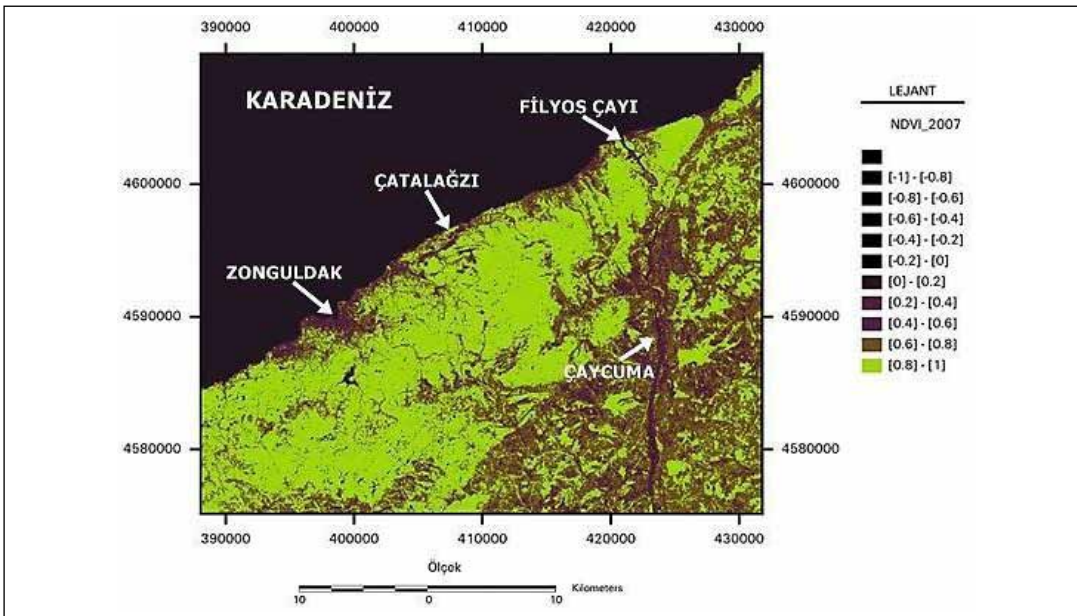 390000 400000 410000 420000 430000
KARADENİZ
FİLYOS ÇAYI
ÇATALAĞZI
ZONGULDAK
ÇAYCUMA
4600000 4600000
4590000 4590000
4580000 4580000
390000 400000 410000 420000 430000
LEJANT
NDVI_2007
[-1] - [-0.8]
[-0.8] - [-0.6]
[-0.6] - [-0.4]
[-0.4] - [-0.2]
[-0.2] - [0]
[0] - [0.2]
[0.2] - [0.4]
[0.4] - [0.6]
[0.6] - [0.8]
[0.8] - [1]
Ölçek
Kilometers
10 0 10